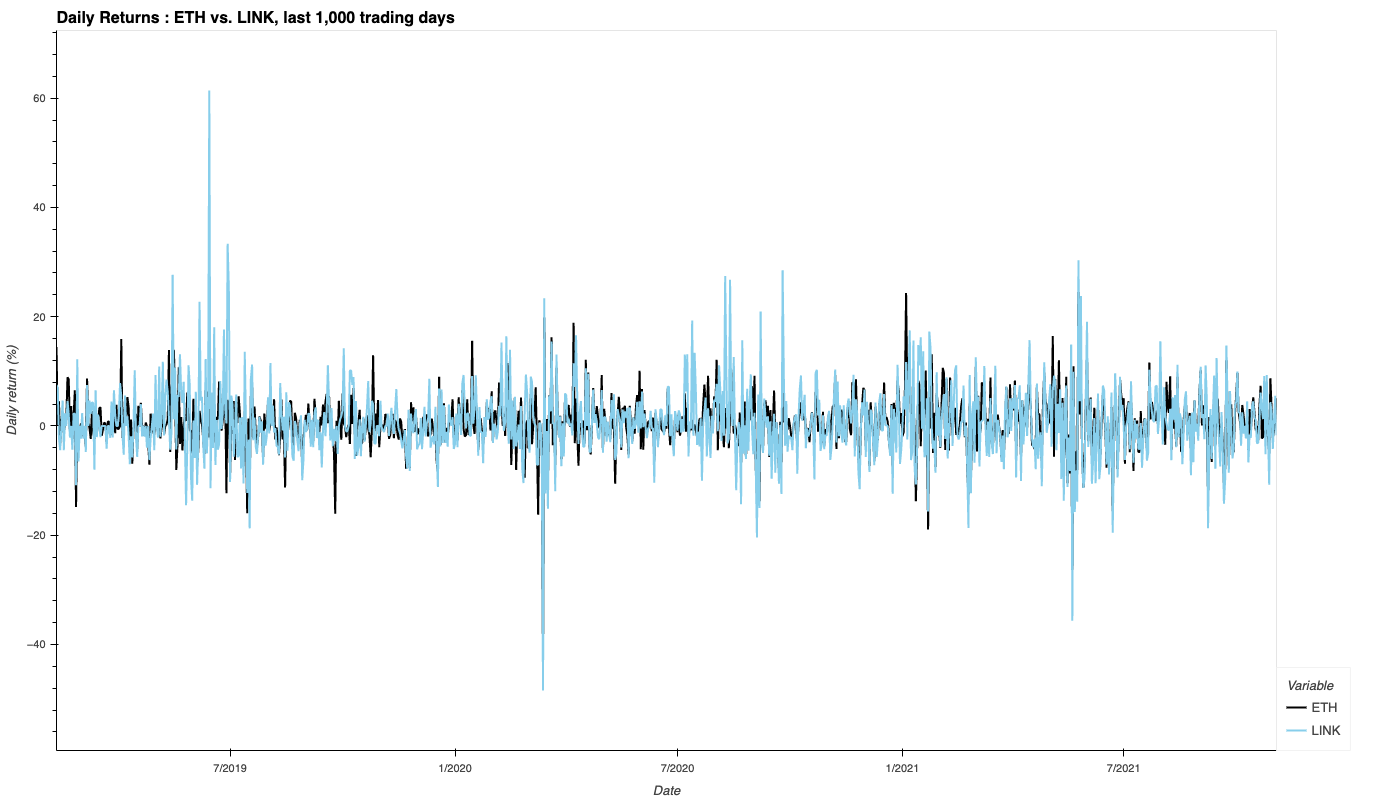 Daily Returns : ETH vs. LINK, last 1,000 trading days
60
40
20
0
−20
−40
Daily return (%)
7/2019
1/2020
7/2020
1/2021
7/2021
Date
Variable
ETH
LINK